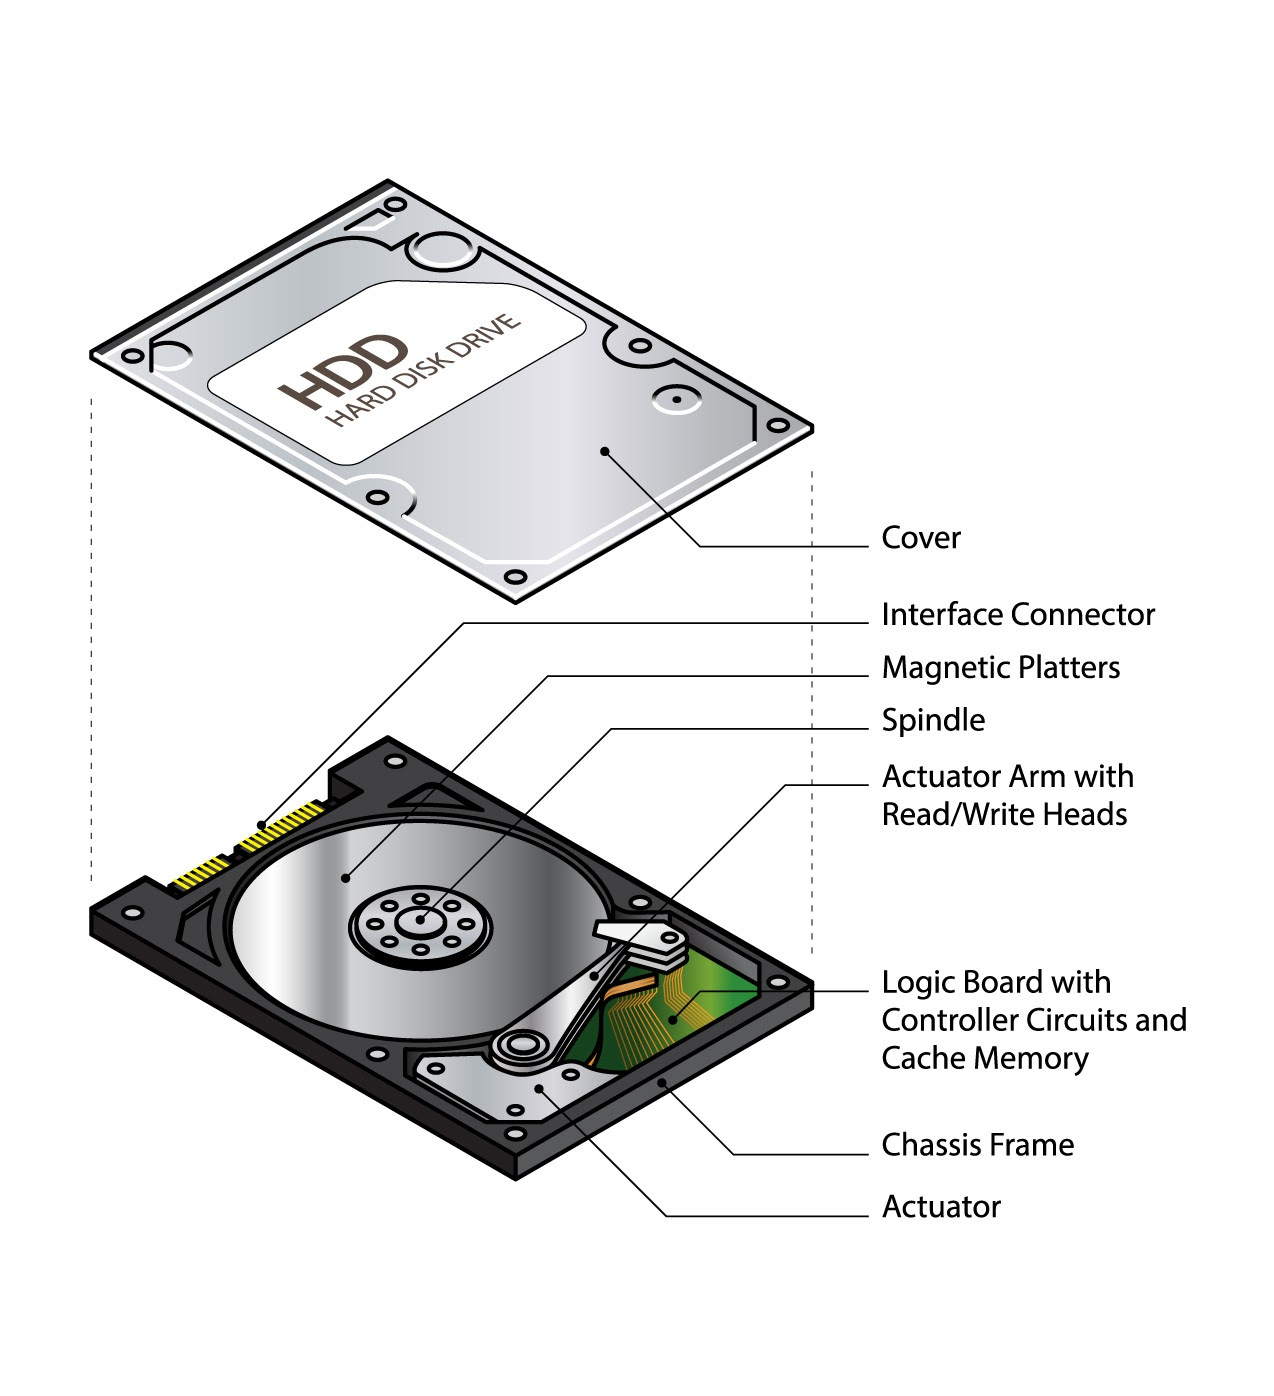 HDD
HARD DISK DRIVE
Cover
Interface Connector
Magnetic Platters
Spindle
Actuator Arm with
Read/Write Heads
Logic Board with
Controller Circuits and
Cache Memory
Chassis Frame
Actuator